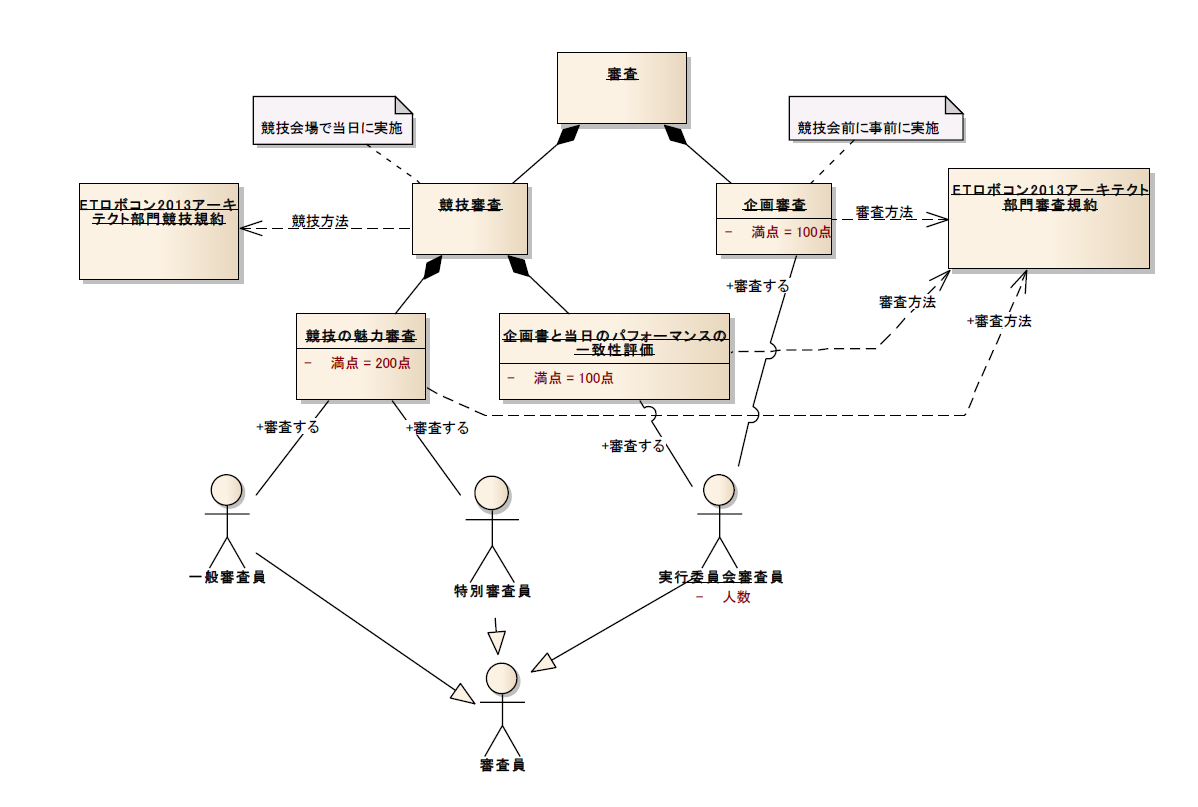 審査
競技会場で当日に実施
競技会前に事前に実施
ETロボコン2013アーキ
テクト部門競技規約
競技方法
競技審査
企画審査
- 満点 = 100点
審査方法
ETロボコン2013アーキテクト
部門審査規約
+審査する
審査方法
+審査方法
競技の魅力審査
- 満点 = 200点
企画書と当日のパフォーマンスの
一致性評価
- 満点 = 100点
+審査する
+審査する
+審査する
一般審査員
特別審査員
実行委員会審査員
- 人数
審査員